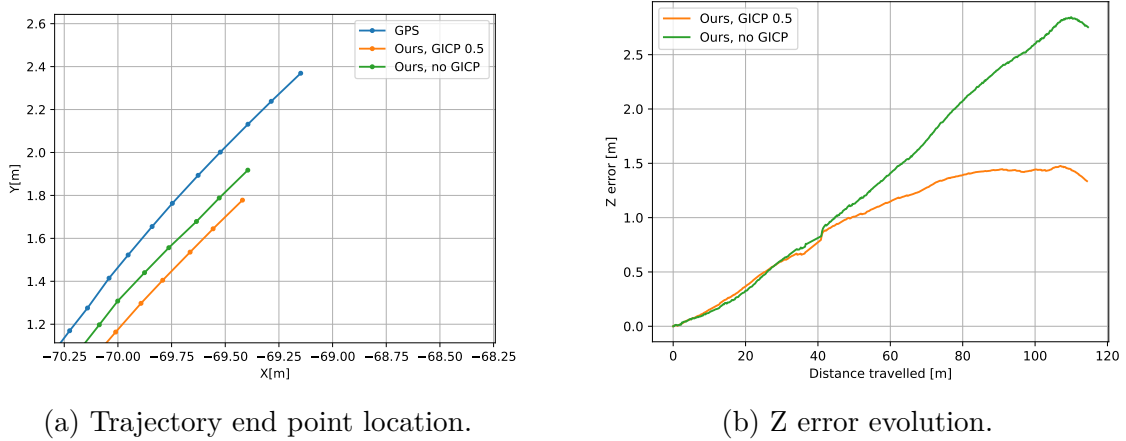 2.6
2.4
2.2
2.0
1.8
1.6
1.4
1.2
Y[m]
GPS
Ours, GICP 0.5
Ours, no GICP
−70.25 −70.00 −69.75 −69.50 −69.25 −69.00 −68.75 −68.50 −68.25
X[m]
(a) Trajectory end point location.
2.5
2.0
1.5
1.0
0.5
0.0
Z error [m]
Ours, GICP 0.5
Ours, no GICP
0 20 40 60 80 100 120
Distance travelled [m]
(b) Z error evolution.